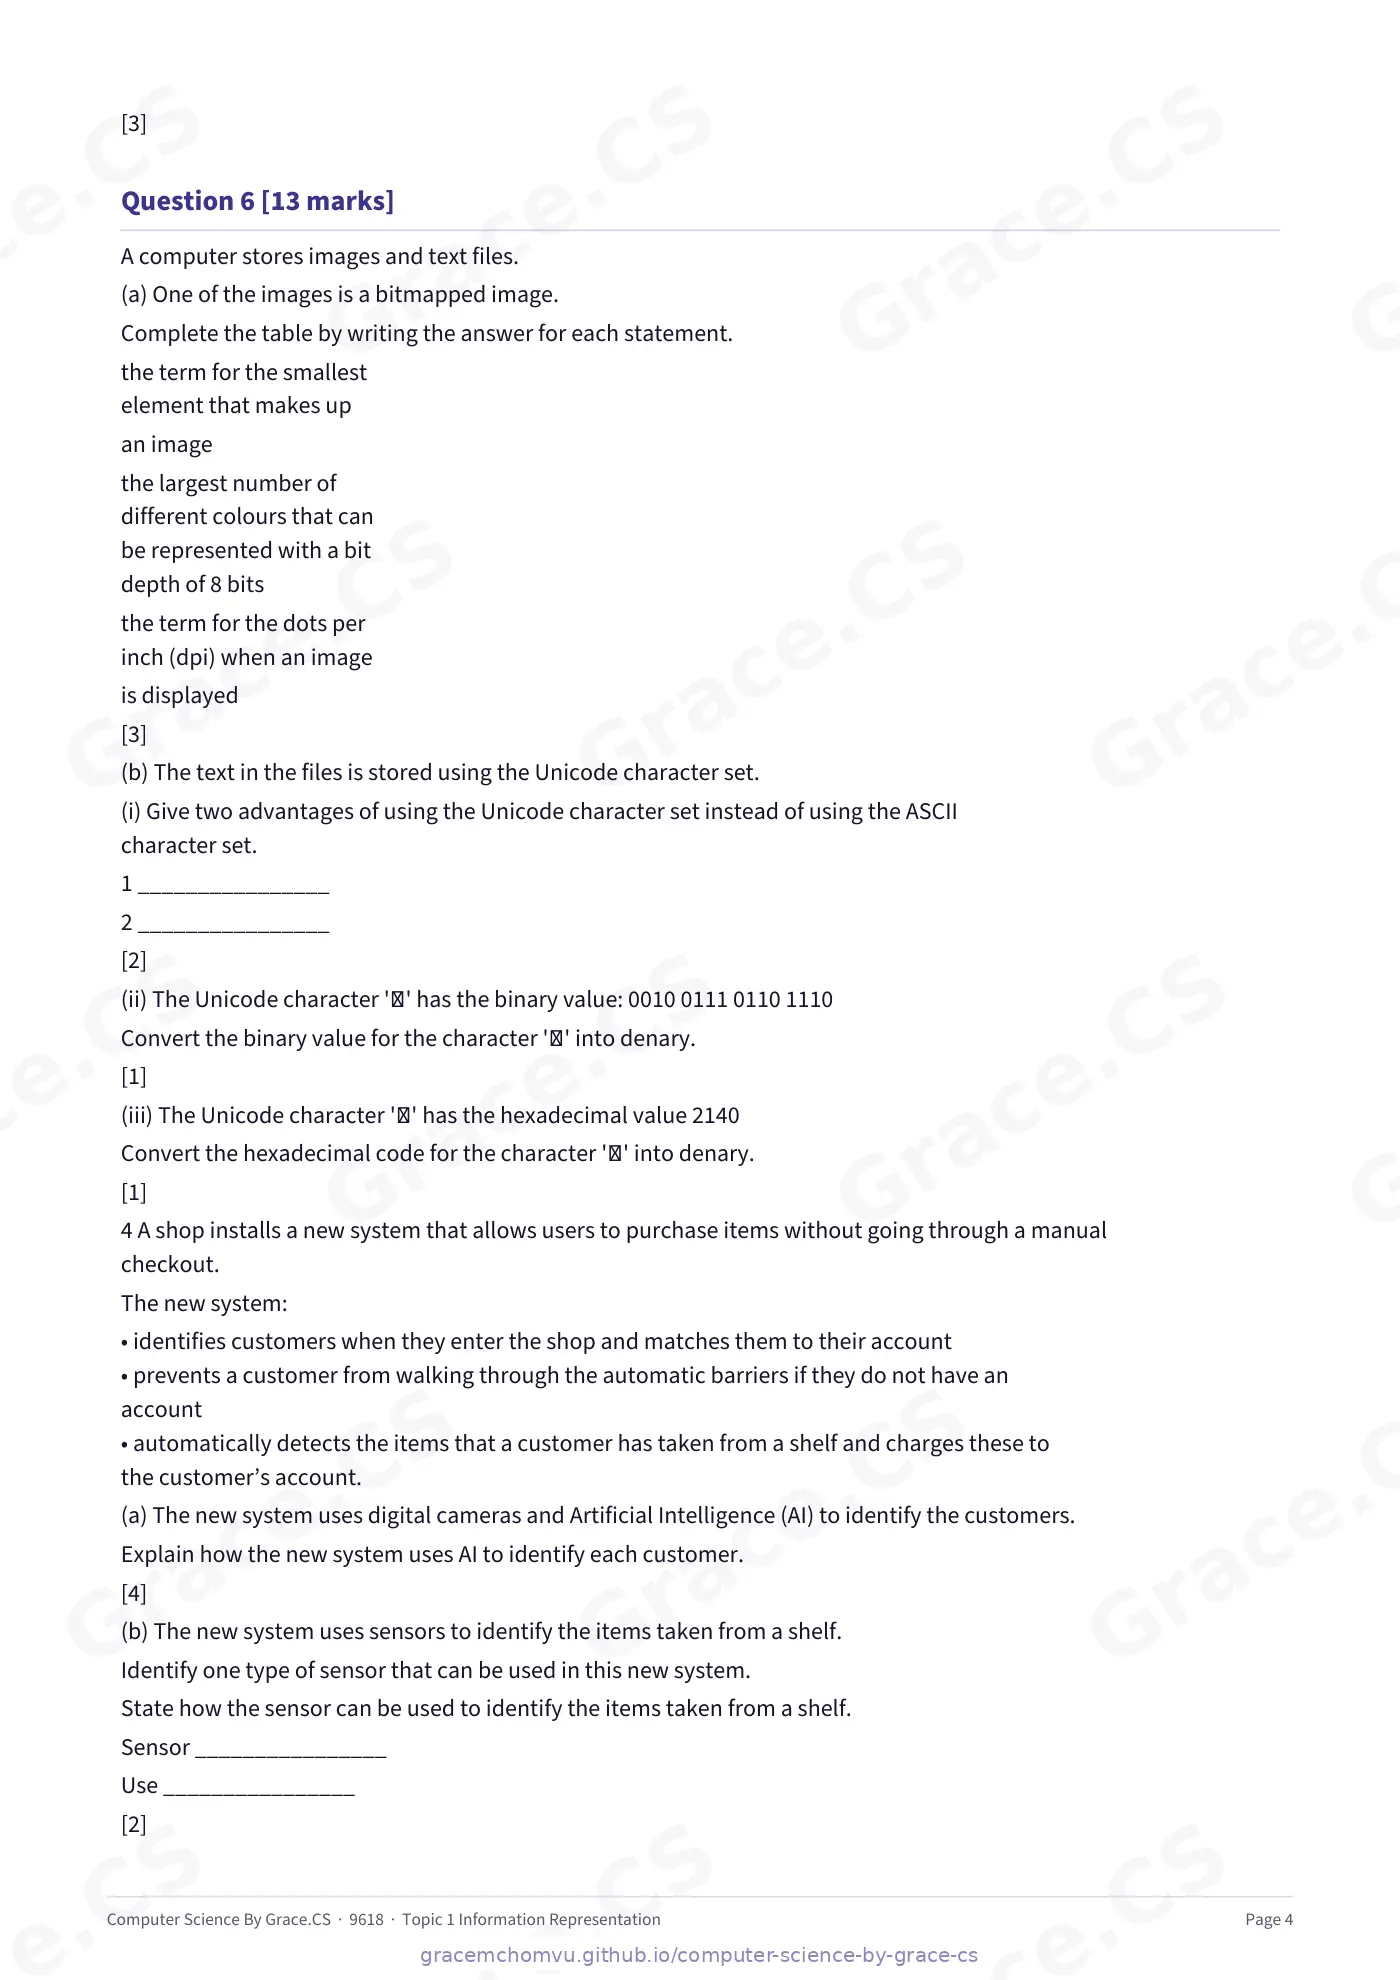 [3]
Question 6 [13 marks]
A computer stores images and text files.
(a) One of the images is a bitmapped image.
Complete the table by writing the answer for each statement.
the term for the smallest
element that makes up
an image
the largest number of
different colours that can
be represented with a bit
depth of 8 bits
the term for the dots per
inch (dpi) when an image
is displayed
[3]
(b) The text in the files is stored using the Unicode character set.
(i) Give two advantages of using the Unicode character set instead of using the ASCII
character set.
1 ________________
2 ________________
[2]
(ii) The Unicode character '' has the binary value: 0010 0111 0110 1110
Convert the binary value for the character '' into denary.
[1]
(iii) The Unicode character '' has the hexadecimal value 2140
Convert the hexadecimal code for the character '' into denary.
[1]
4 A shop installs a new system that allows users to purchase items without going through a manual
checkout.
The new system:
• identifies customers when they enter the shop and matches them to their account
• prevents a customer from walking through the automatic barriers if they do not have an
account
• automatically detects the items that a customer has taken from a shelf and charges these to
the customer’s account.
(a) The new system uses digital cameras and Artificial Intelligence (AI) to identify the customers.
Explain how the new system uses AI to identify each customer.
[4]
(b) The new system uses sensors to identify the items taken from a shelf.
Identify one type of sensor that can be used in this new system.
State how the sensor can be used to identify the items taken from a shelf.
Sensor ________________
Use ________________
[2]
Computer Science By Grace.CS · 9618 · Topic 1 Information Representation
Page 4
gracemchomvu.github.io/computer-science-by-grace-cs